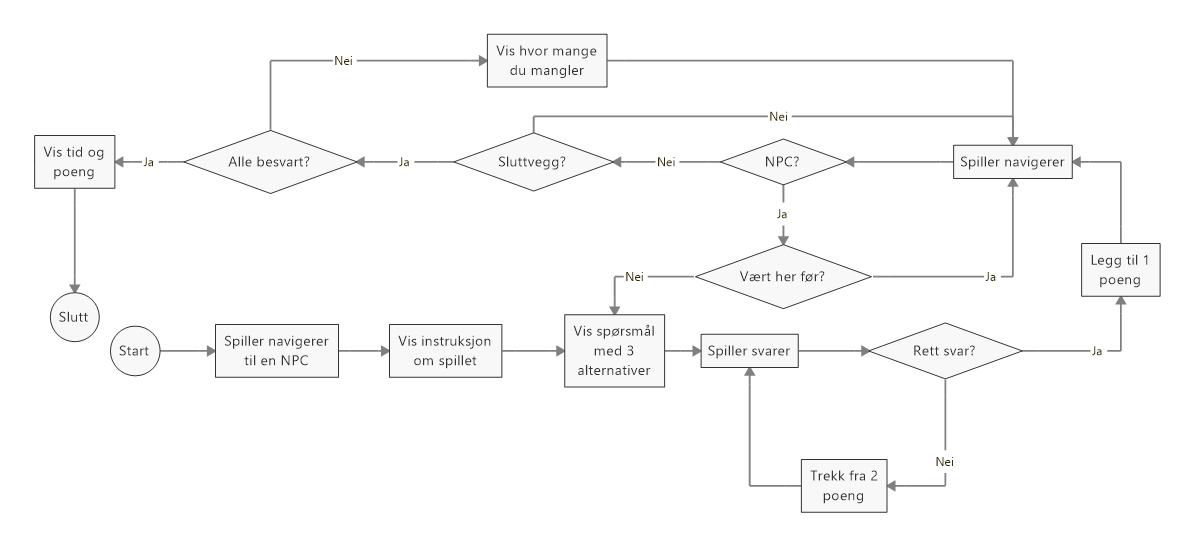 Vis hvor mange
du mangler
Nei
Nei
Vis tid og
poeng
Ja
Alle besvart?
Ja
Sluttvegg?
Nei
NPC?
Spiller navigerer
Ja
Legg til 1
poeng
Nei
Vært her før?
Ja
Slutt
Start
Spiller navigerer
til en NPC
Vis instruksjon
om spillet
Vis spørsmål
med 3
alternativer
Spiller svarer
Rett svar?
Ja
Nei
Trekk fra 2
poeng